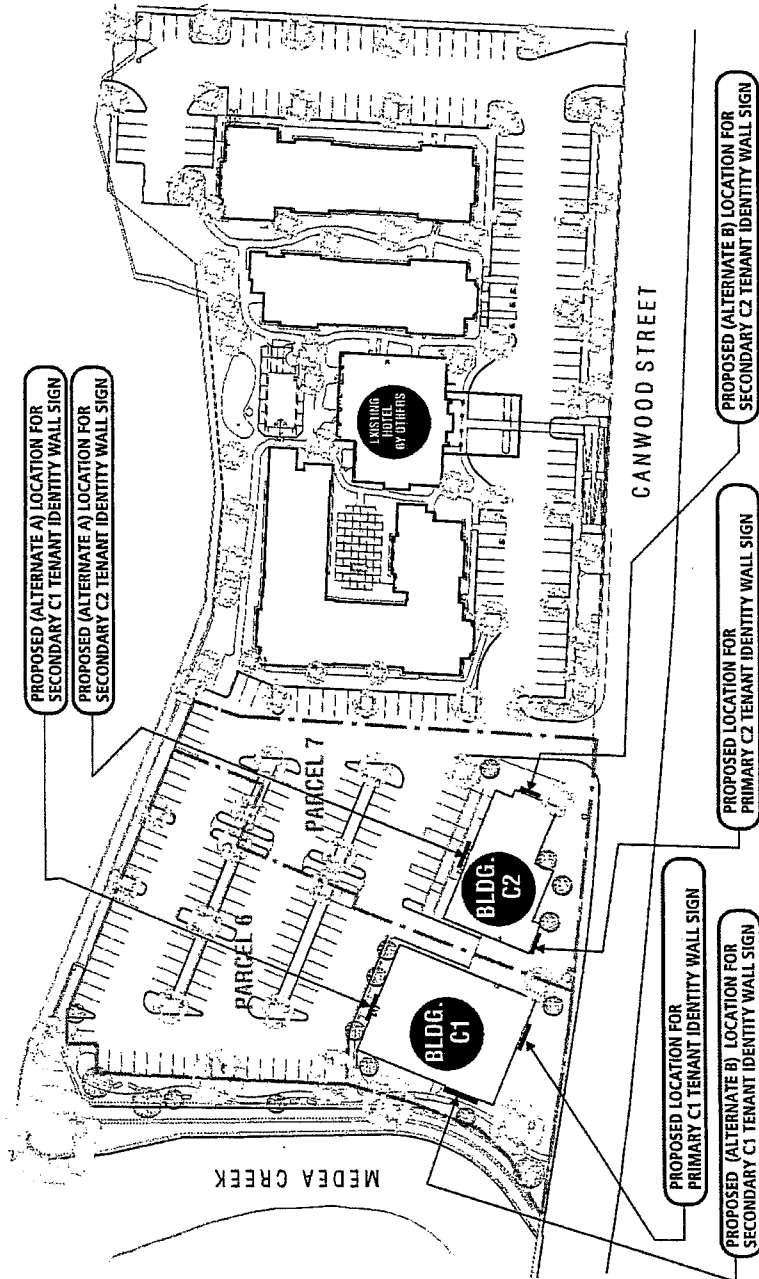 PROPOSED (ALTERNATE A) LOCATION FOR
SECONDARY C1 TENANT IDENTITY WALL SIGN
PROPOSED (ALTERNATE A) LOCATION FOR
SECONDARY C2 TENANT IDENTITY WALL SIGN
EXISTING
HOTEL
BY OTHERS
PARCEL 7
PARCEL 6
BLDG.
C2
BLDG.
C1
MEDEA CREEK
CANWOOD STREET
PROPOSED (ALTERNATE B) LOCATION FOR
SECONDARY C2 TENANT IDENTITY WALL SIGN
PROPOSED LOCATION FOR
PRIMARY C2 TENANT IDENTITY WALL SIGN
PROPOSED LOCATION FOR
PRIMARY C1 TENANT IDENTITY WALL SIGN
PROPOSED (ALTERNATE B) LOCATION FOR
SECONDARY C1 TENANT IDENTITY WALL SIGN